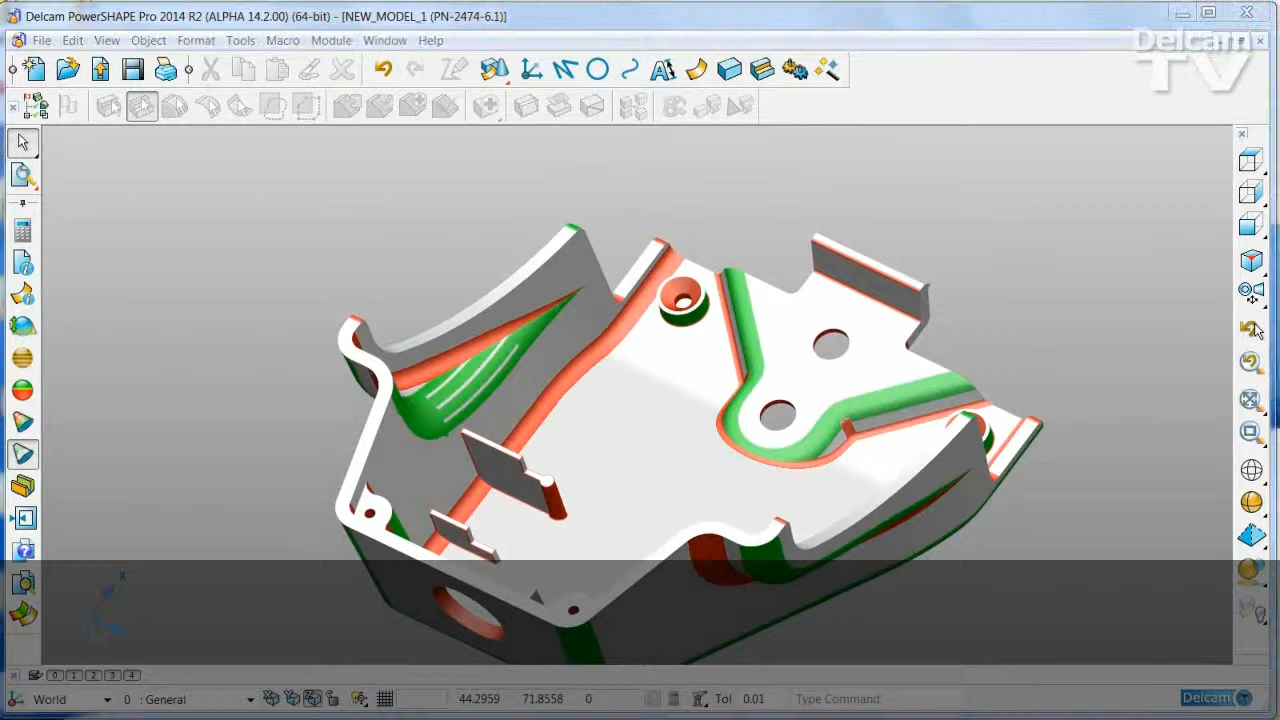 Delcam PowerSHAPE Pro 2014 R2 (ALPHA 14.2.00) (64-bit) - [NEW_MODEL_1 (CN-2474.6.1)]
File Edit View Object Format Tools Macro Module Window Help
Delcam
TV
World 0: General 44.2959 71.8558 0 Tol 0.01 Type Command Delcam